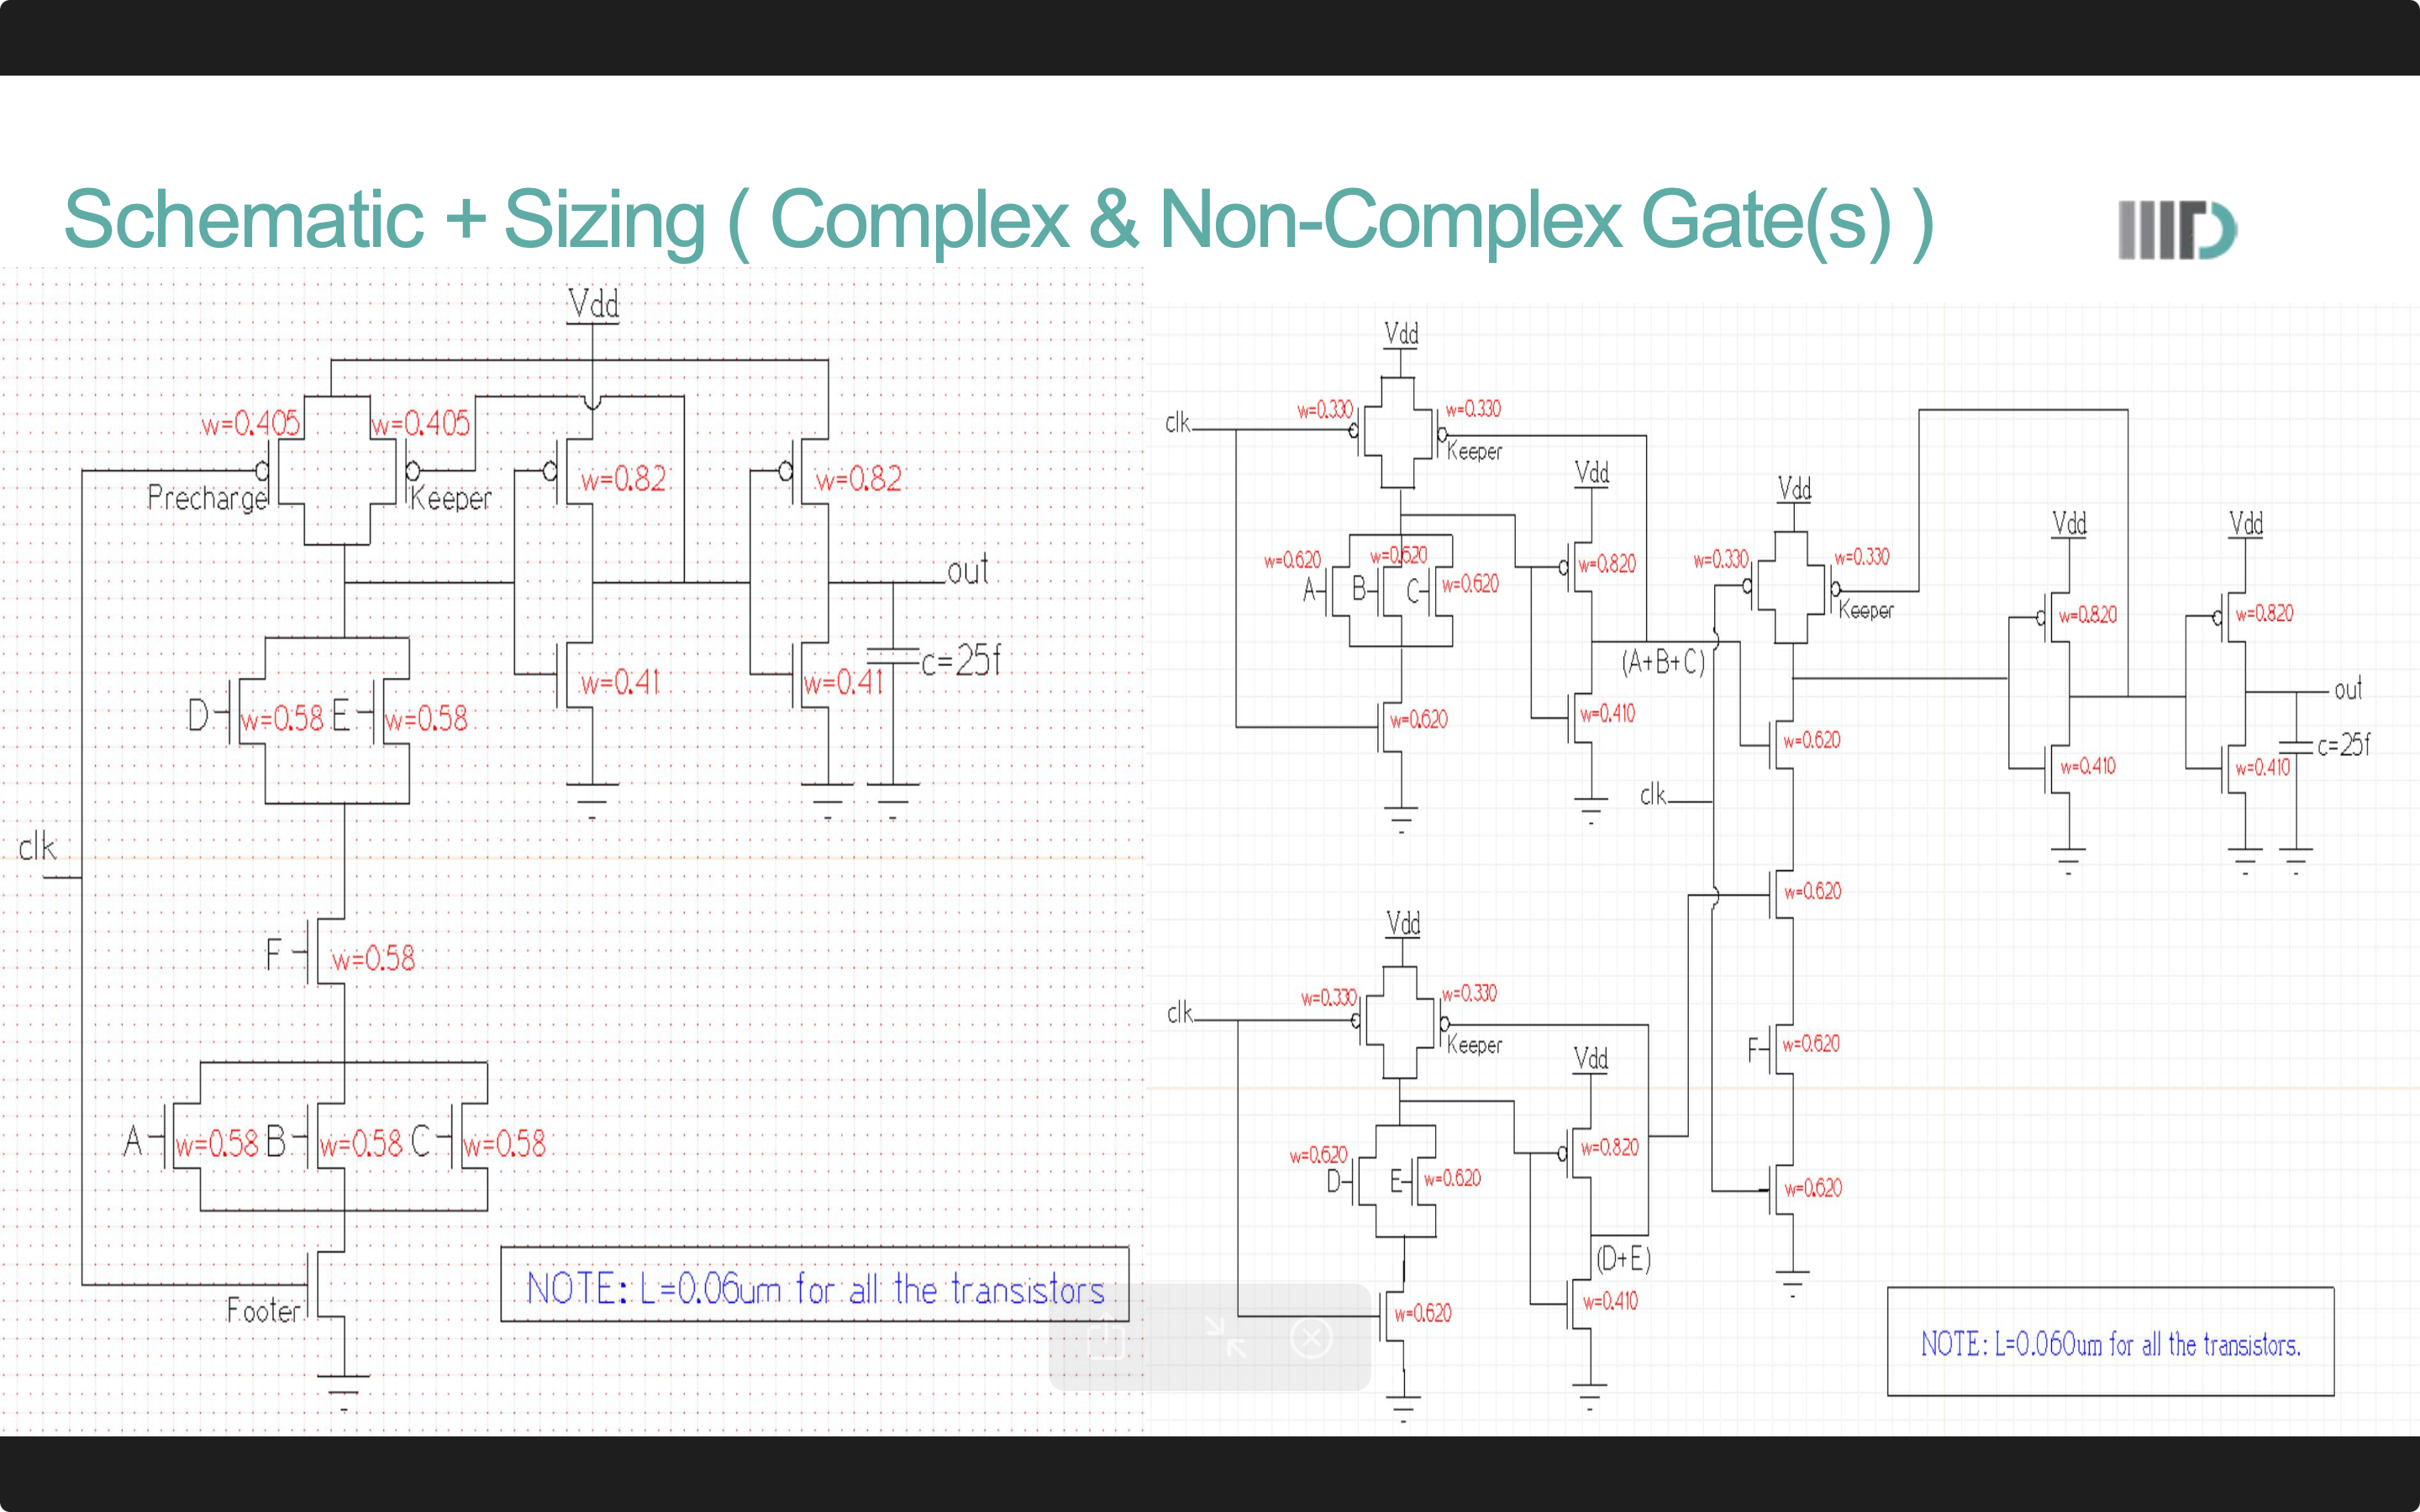 Schematic + Sizing ( Complex & Non-Complex Gate(s) )
IIITD
Vdd
w=0.405
w=0.405
Precharge
Keeper
w=0.82
w=0.82
out
c=25f
w=0.41
w=0.41
D
w=0.58
E
w=0.58
clk
F
w=0.58
A
w=0.58
B
w=0.58
C
w=0.58
Footer
NOTE: L=0.06um for all the transistors
Vdd
clk
w=0.330
w=0.330
Keeper
Vdd
w=0.620
w=0.620
A
B
C
w=0.620
w=0.820
(A+B+C)
w=0.620
w=0.410
Vdd
w=0.330
w=0.330
Keeper
Vdd
Vdd
w=0.820
w=0.820
out
c=25f
w=0.620
w=0.410
w=0.410
clk
w=0.620
F
w=0.620
w=0.620
Vdd
clk
w=0.330
w=0.330
Keeper
Vdd
w=0.620
D
E
w=0.620
w=0.820
(D+E)
w=0.620
w=0.410
NOTE: L=0.060um for all the transistors.